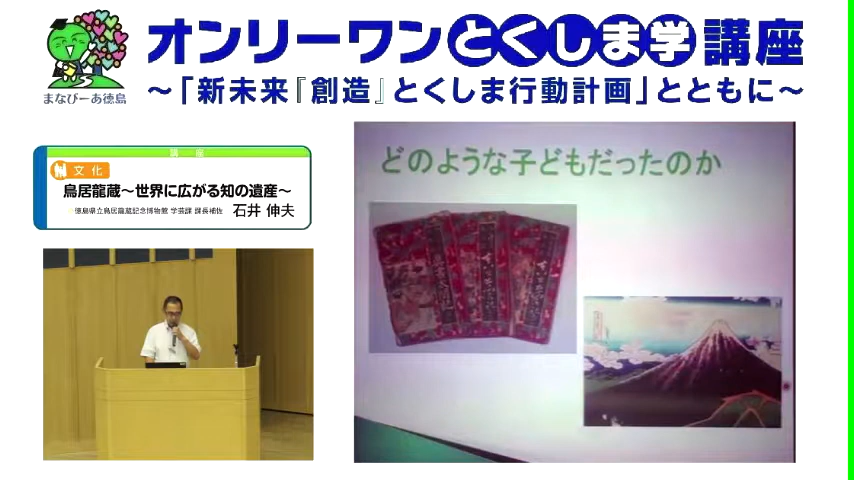 オンリーワンとくしま学講座
～「新未来『創造』とくしま行動計画」とともに～
まなびーあ徳島
講 座
文 化
鳥居龍蔵～世界に広がる知の遺産～
徳島県立鳥居龍蔵記念博物館 学芸課 課長補佐 石井 伸夫
どのような子どもだったのか